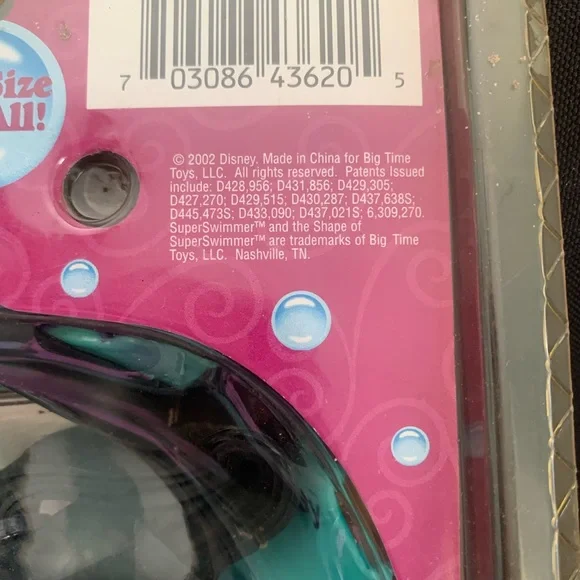 Size
All!
7 03086 43620 5
© 2002 Disney. Made in China for Big Time
Toys, LLC. All rights reserved. Patents Issued
include: D428,956; D431,856; D429,305;
D427,270; D429,515; D430,287; D437,638S;
D445,473S; D433,090; D437,021S; 6,309,270.
SuperSwimmer™ and the Shape of
SuperSwimmer™ are trademarks of Big Time
Toys, LLC. Nashville, TN.